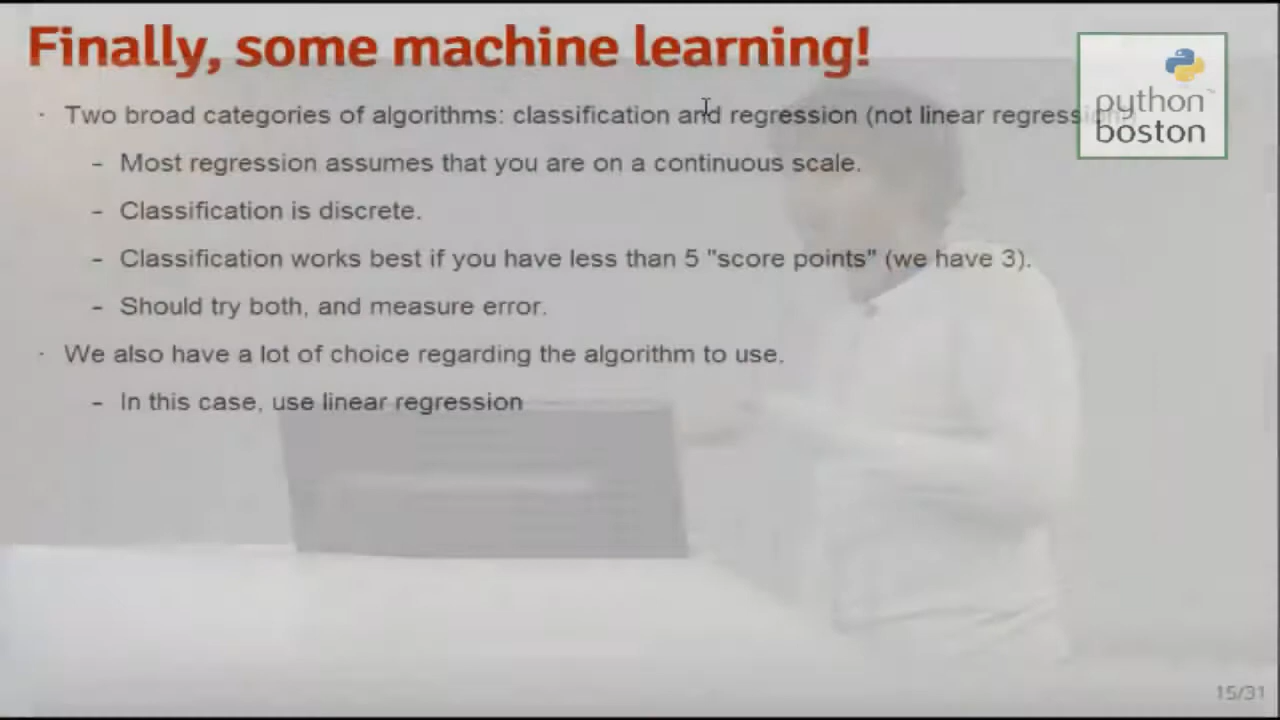 Finally, some machine learning!
· Two broad categories of algorithms: classification and regression (not linear regression)
– Most regression assumes that you are on a continuous scale.
– Classification is discrete.
– Classification works best if you have less than 5 "score points" (we have 3).
– Should try both, and measure error.
· We also have a lot of choice regarding the algorithm to use.
– In this case, use linear regression
python™
boston
15/31